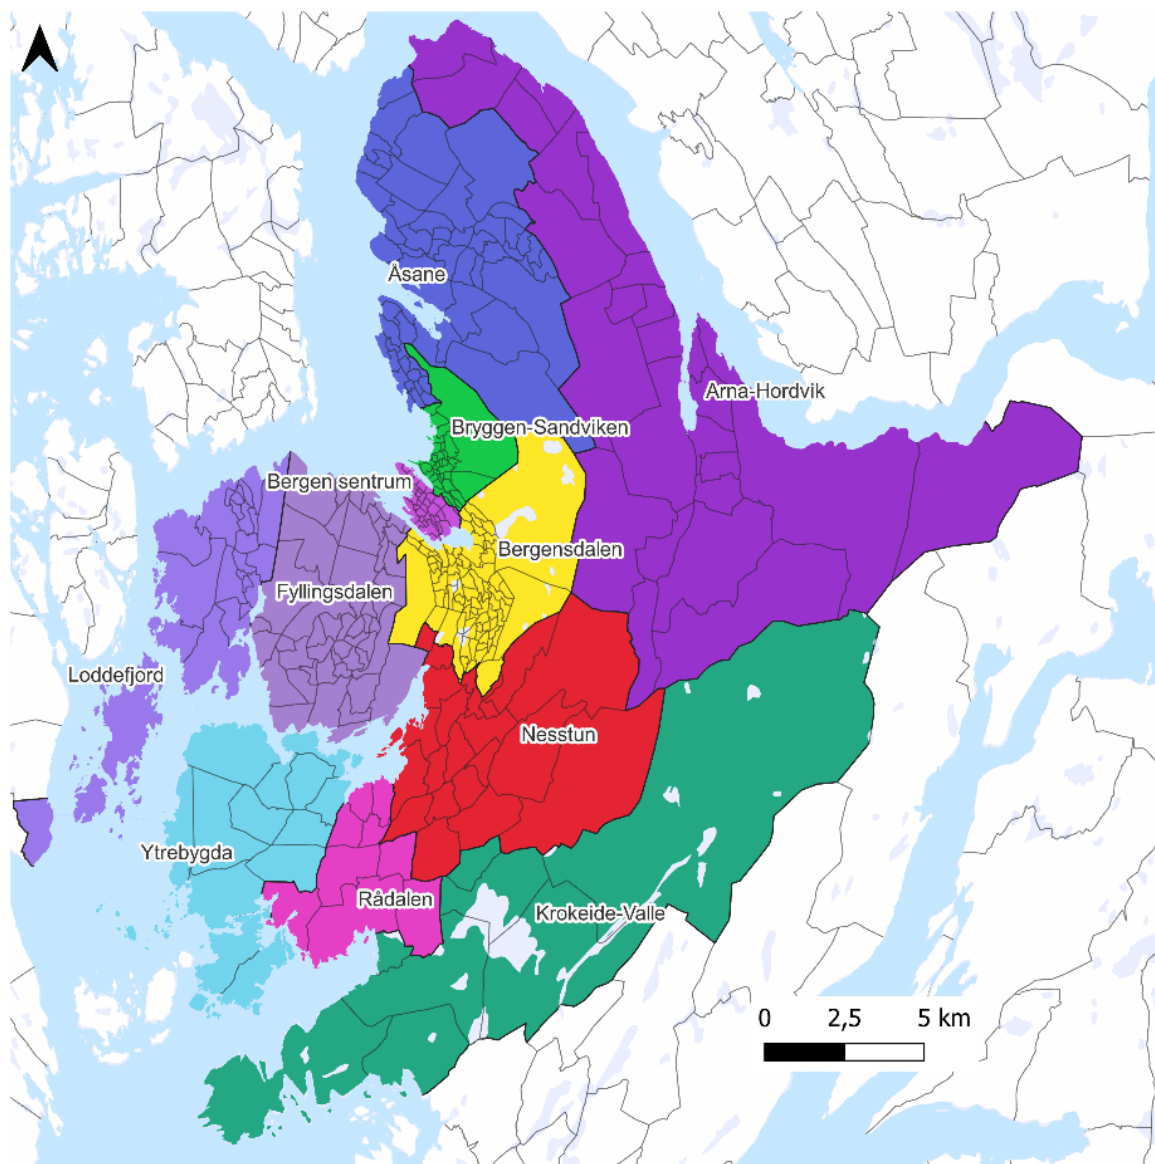 Åsane
Arna-Hordvik
Bryggen-Sandviken
Bergen sentrum
Bergensdalen
Fyllingsdalen
Loddefjord
Nesstun
Ytrebygda
Rådalen
Krokeide-Valle
0 2,5 5 km